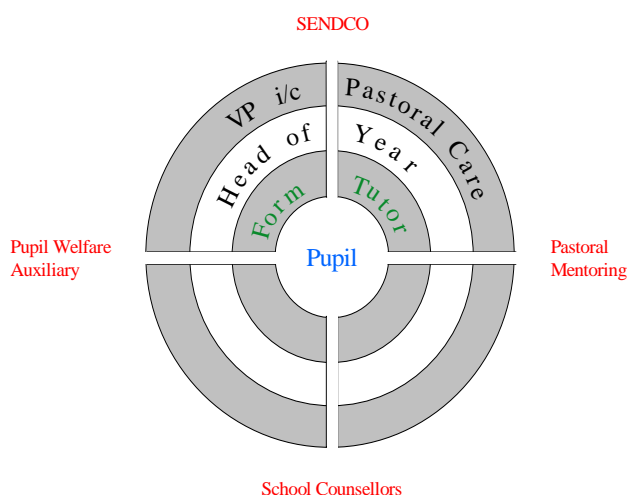 SENDCO
VP i/c Pastoral Care
Head of Year
Form Tutor
Pupil
Pupil Welfare
Auxiliary
Pastoral
Mentoring
School Counsellors